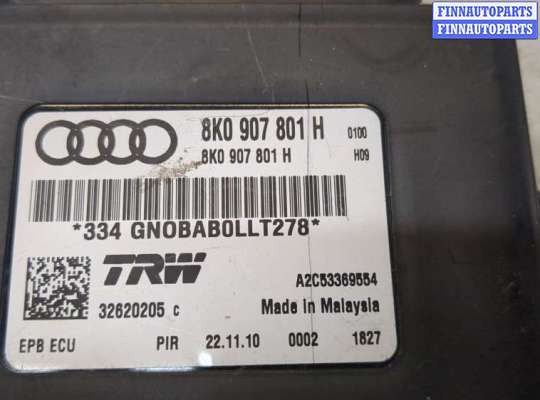 FINNAUTOPARTS
FINNAUTOPARTS
8K0 907 801 H 0100
8K0 907 801 H H09
*334 GNOBAB0LLT278*
TRW A2C53369554
32620205 C Made in Malaysia
EPB ECU PIR 22.11.10 0002 1827